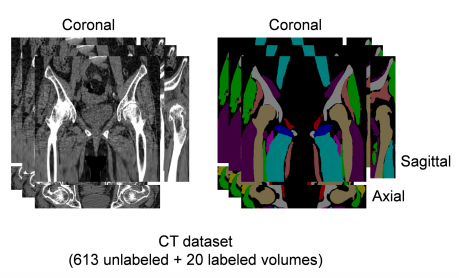 Coronal
Coronal
Sagittal
Axial
CT dataset
(613 unlabeled + 20 labeled volumes)